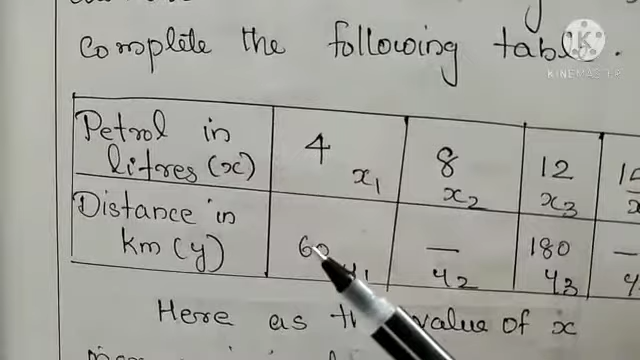 complete the following table.
KINEMASTER
Petrol in litres (x) 4 x1 8 x2 12 x3
Distance in km (y) 60 — y2 180 y3 —
Here as the value of x